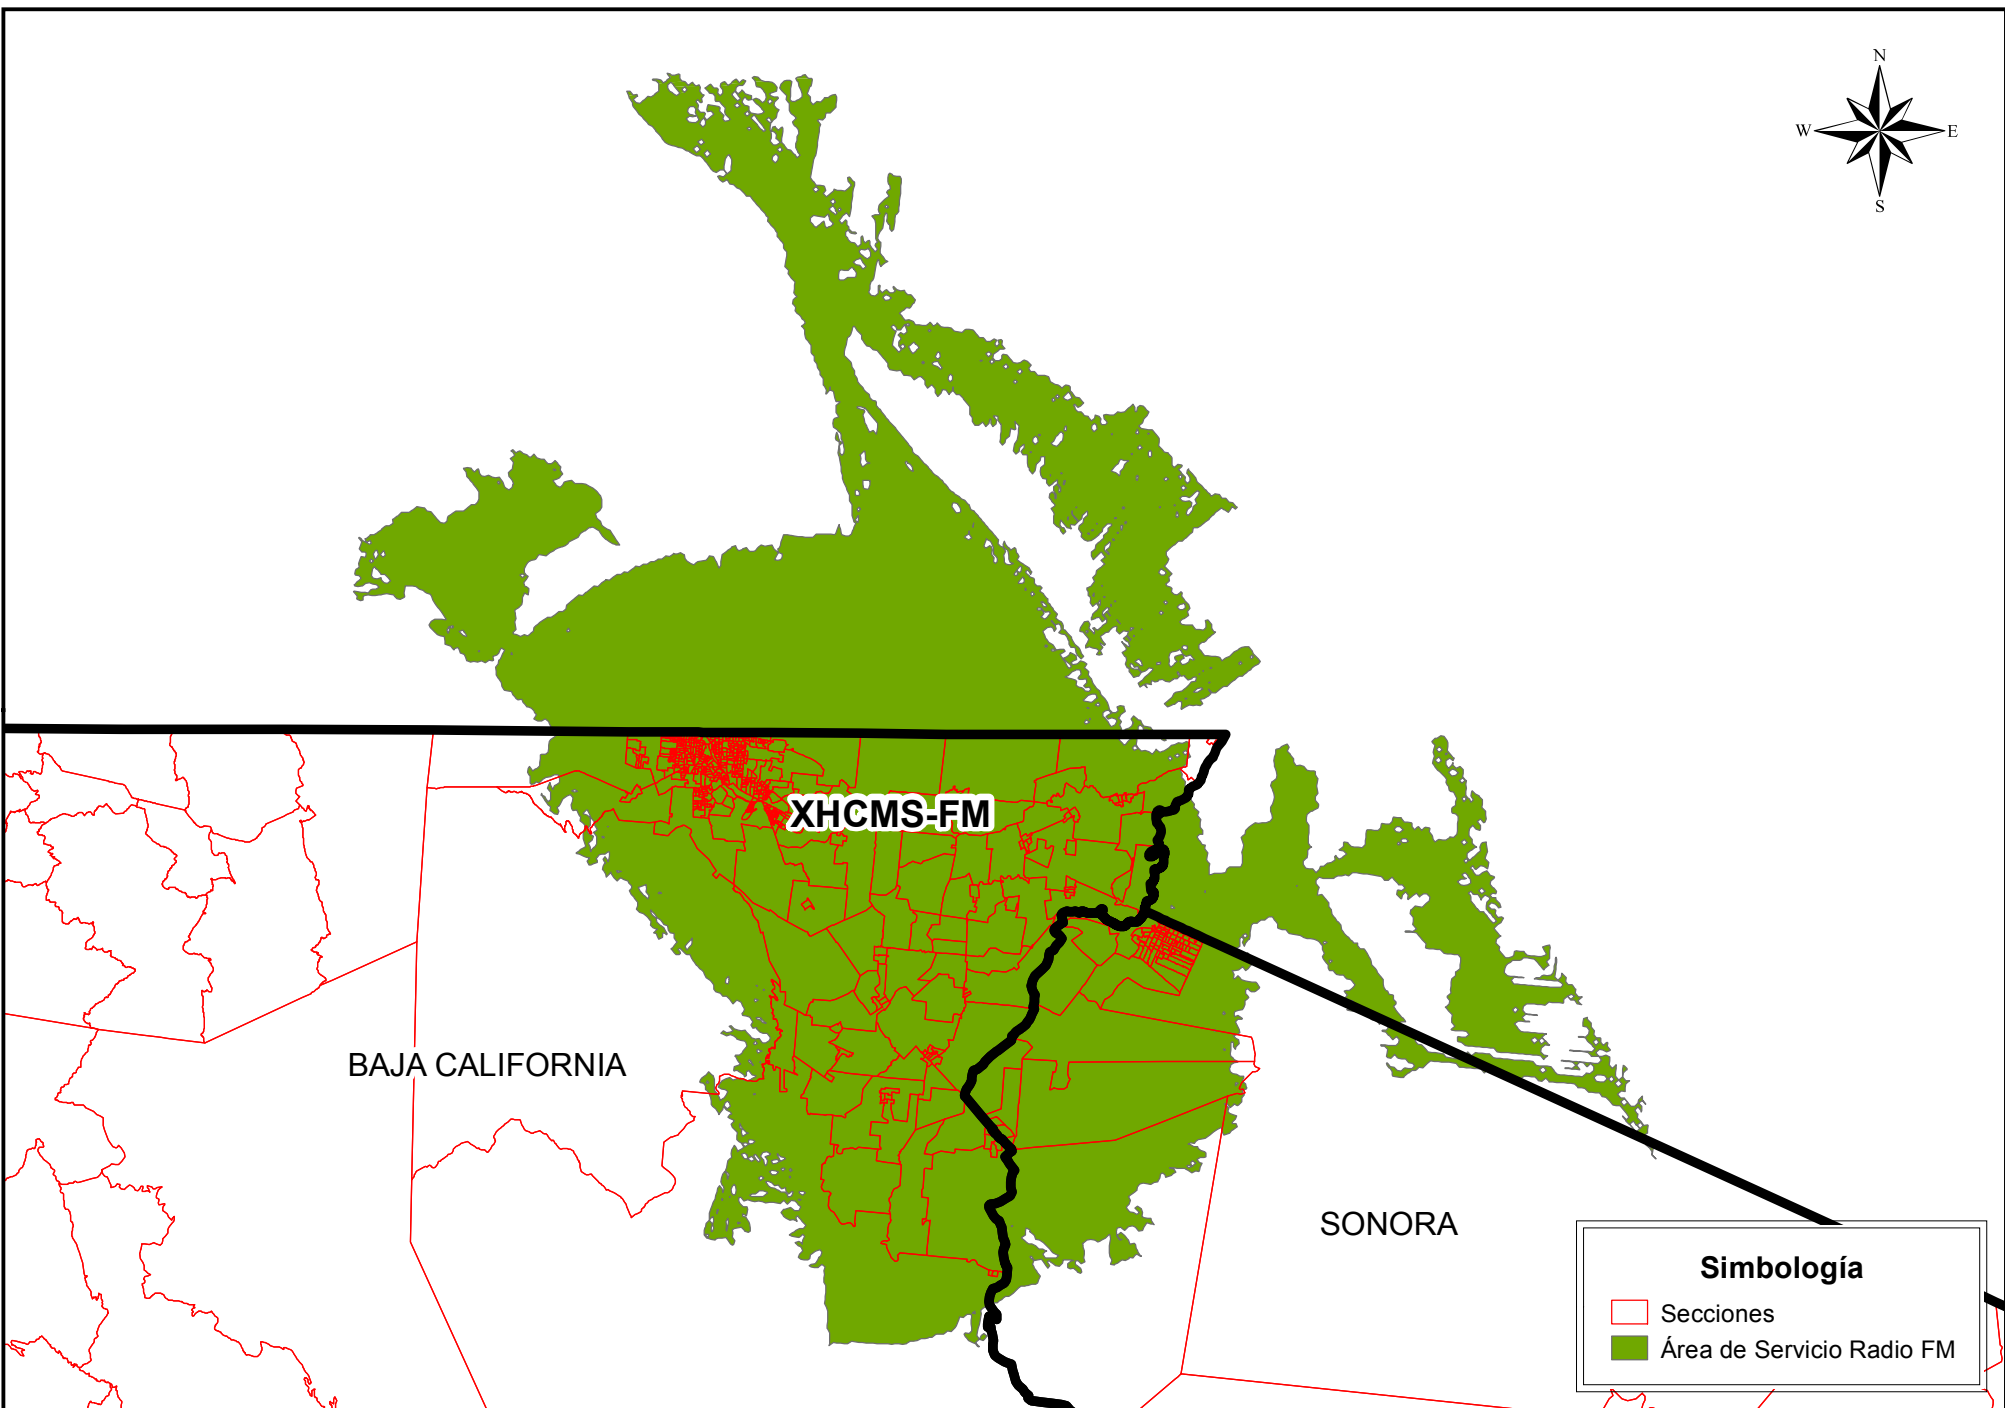 N
W E
S
XHCMS-FM
BAJA CALIFORNIA
SONORA
Simbología
Secciones
Área de Servicio Radio FM